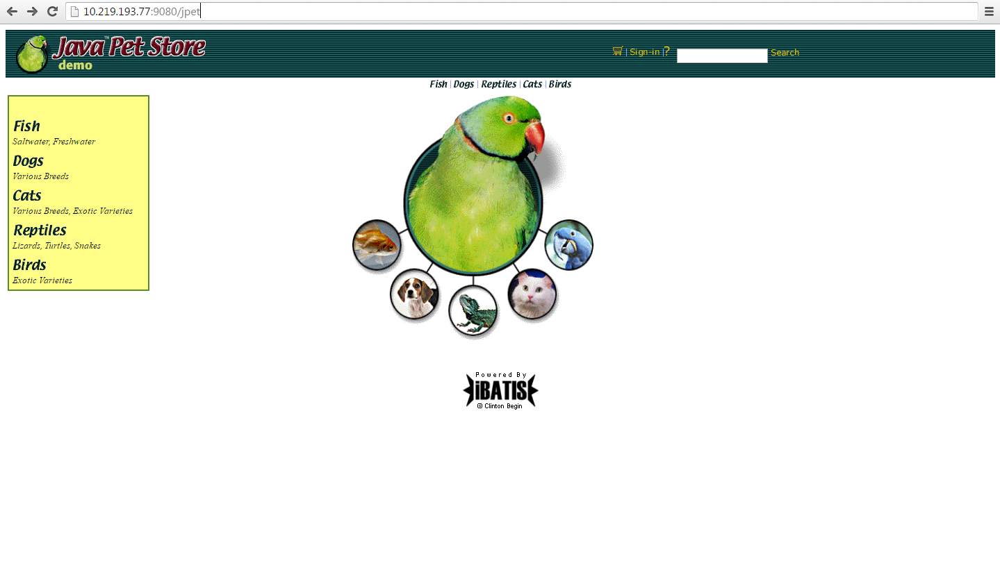 10.219.193.77:9080/jpet
Java™ Pet Store
demo
| Sign-in | ? Search
Fish | Dogs | Reptiles | Cats | Birds
Fish
Saltwater, Freshwater
Dogs
Various Breeds
Cats
Various Breeds, Exotic Varieties
Reptiles
Lizards, Turtles, Snakes
Birds
Exotic Varieties
Powered By
iBATIS
© Clinton Begin